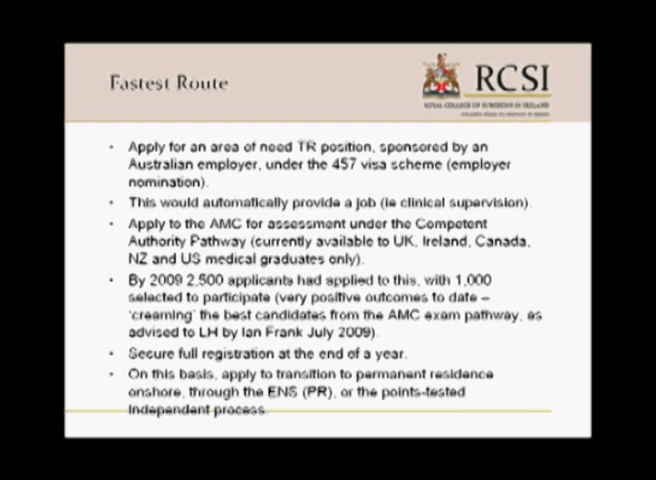 Fastest Route
RCSI
ROYAL COLLEGE OF SURGEONS IN IRELAND
• Apply for an area of need TR position, sponsored by an
Australian employer, under the 457 visa scheme (employer
nomination).
• This would automatically provide a job (ie clinical supervision).
• Apply to the AMC for assessment under the Competent
Authority Pathway (currently available to UK, Ireland, Canada,
NZ and US medical graduates only).
• By 2009 2,500 applicants had applied to this, with 1,000
selected to participate (very positive outcomes to date –
'creaming' the best candidates from the AMC exam pathway, as
advised to LH by Ian Frank July 2009).
• Secure full registration at the end of a year.
• On this basis, apply to transition to permanent residence
onshore, through the ENS (PR), or the points-tested
Independent process.